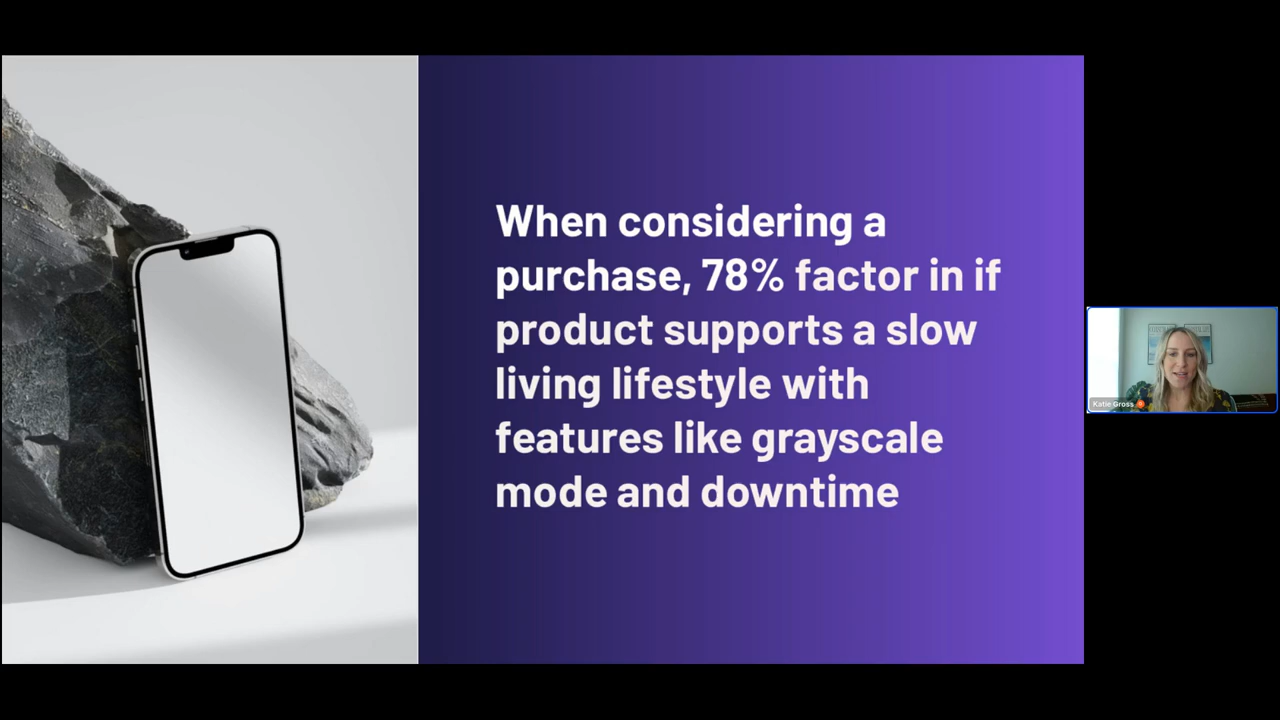 When considering a
purchase, 78% factor in if
product supports a slow
living lifestyle with
features like grayscale
mode and downtime
Katie Gross